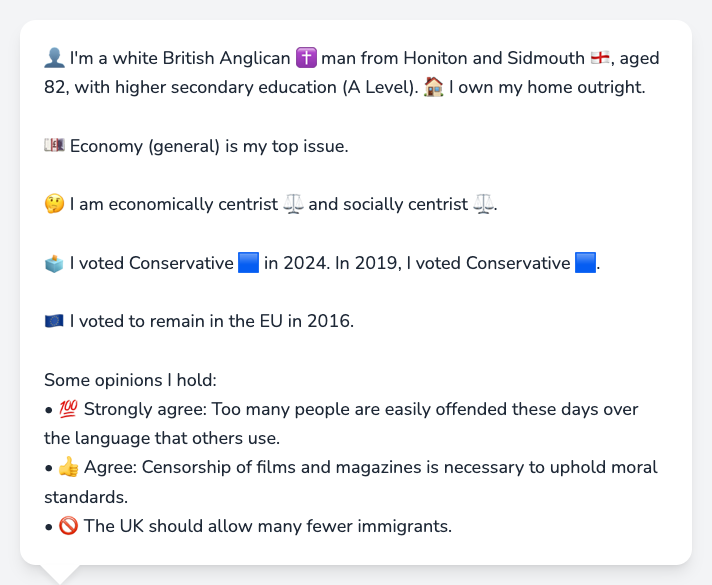 👤 I'm a white British Anglican ✝️ man from Honiton and Sidmouth 🏴󠁧󠁢󠁥󠁮󠁧󠁿, aged
82, with higher secondary education (A Level). 🏠 I own my home outright.
💷 Economy (general) is my top issue.
🤔 I am economically centrist ⚖️ and socially centrist ⚖️.
🗳️ I voted Conservative 🟦 in 2024. In 2019, I voted Conservative 🟦.
🇪🇺 I voted to remain in the EU in 2016.
Some opinions I hold:
• 💯 Strongly agree: Too many people are easily offended these days over
the language that others use.
• 👍 Agree: Censorship of films and magazines is necessary to uphold moral
standards.
• 🚫 The UK should allow many fewer immigrants.